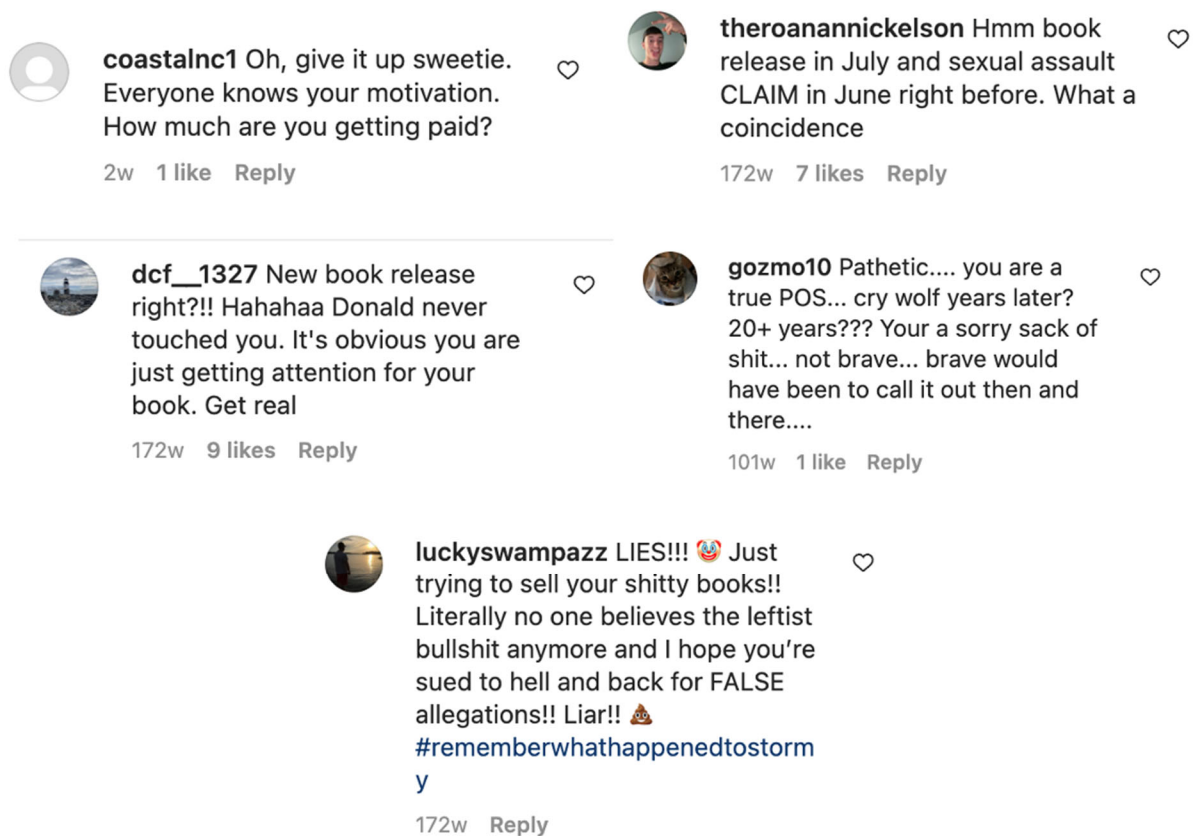 coastalnc1 Oh, give it up sweetie.
Everyone knows your motivation.
How much are you getting paid?
2w 1 like Reply
theroanannickelson Hmm book
release in July and sexual assault
CLAIM in June right before. What a
coincidence
172w 7 likes Reply
dcf__1327 New book release
right?!! Hahahaa Donald never
touched you. It's obvious you are
just getting attention for your
book. Get real
172w 9 likes Reply
gozmo10 Pathetic.... you are a
true POS... cry wolf years later?
20+ years??? Your a sorry sack of
shit... not brave... brave would
have been to call it out then and
there....
101w 1 like Reply
luckyswampazz LIES!!! 🤡 Just
trying to sell your shitty books!!
Literally no one believes the leftist
bullshit anymore and I hope you’re
sued to hell and back for FALSE
allegations!! Liar!! 💩
#rememberwhathappenedtostorm
y
172w Reply